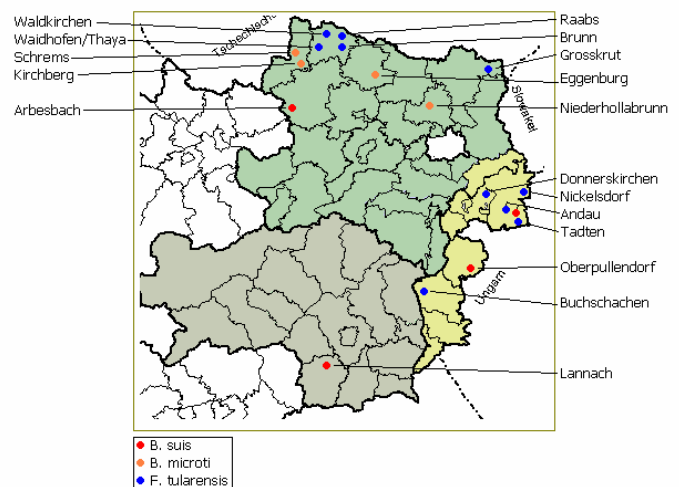 Waldkirchen
Waidhofen/Thaya
Schrems
Kirchberg
Arbesbach
Tschechische
Raabs
Brunn
Grosskrut
Eggenburg
Niederhollabrunn
Slowakei
Donnerskirchen
Nickelsdorf
Andau
Tadten
Oberpullendorf
Ungarn
Buchschachen
Lannach
B. suis
B. microti
F. tularensis